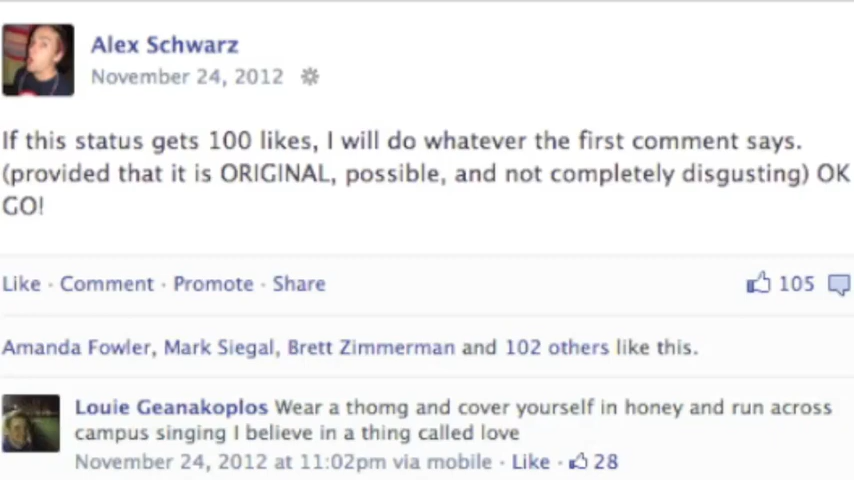 Alex Schwarz
November 24, 2012
If this status gets 100 likes, I will do whatever the first comment says.
(provided that it is ORIGINAL, possible, and not completely disgusting) OK
GO!
Like · Comment · Promote · Share 105
Amanda Fowler, Mark Siegal, Brett Zimmerman and 102 others like this.
Louie Geanakoplos Wear a thomg and cover yourself in honey and run across
campus singing I believe in a thing called love
November 24, 2012 at 11:02pm via mobile · Like · 28